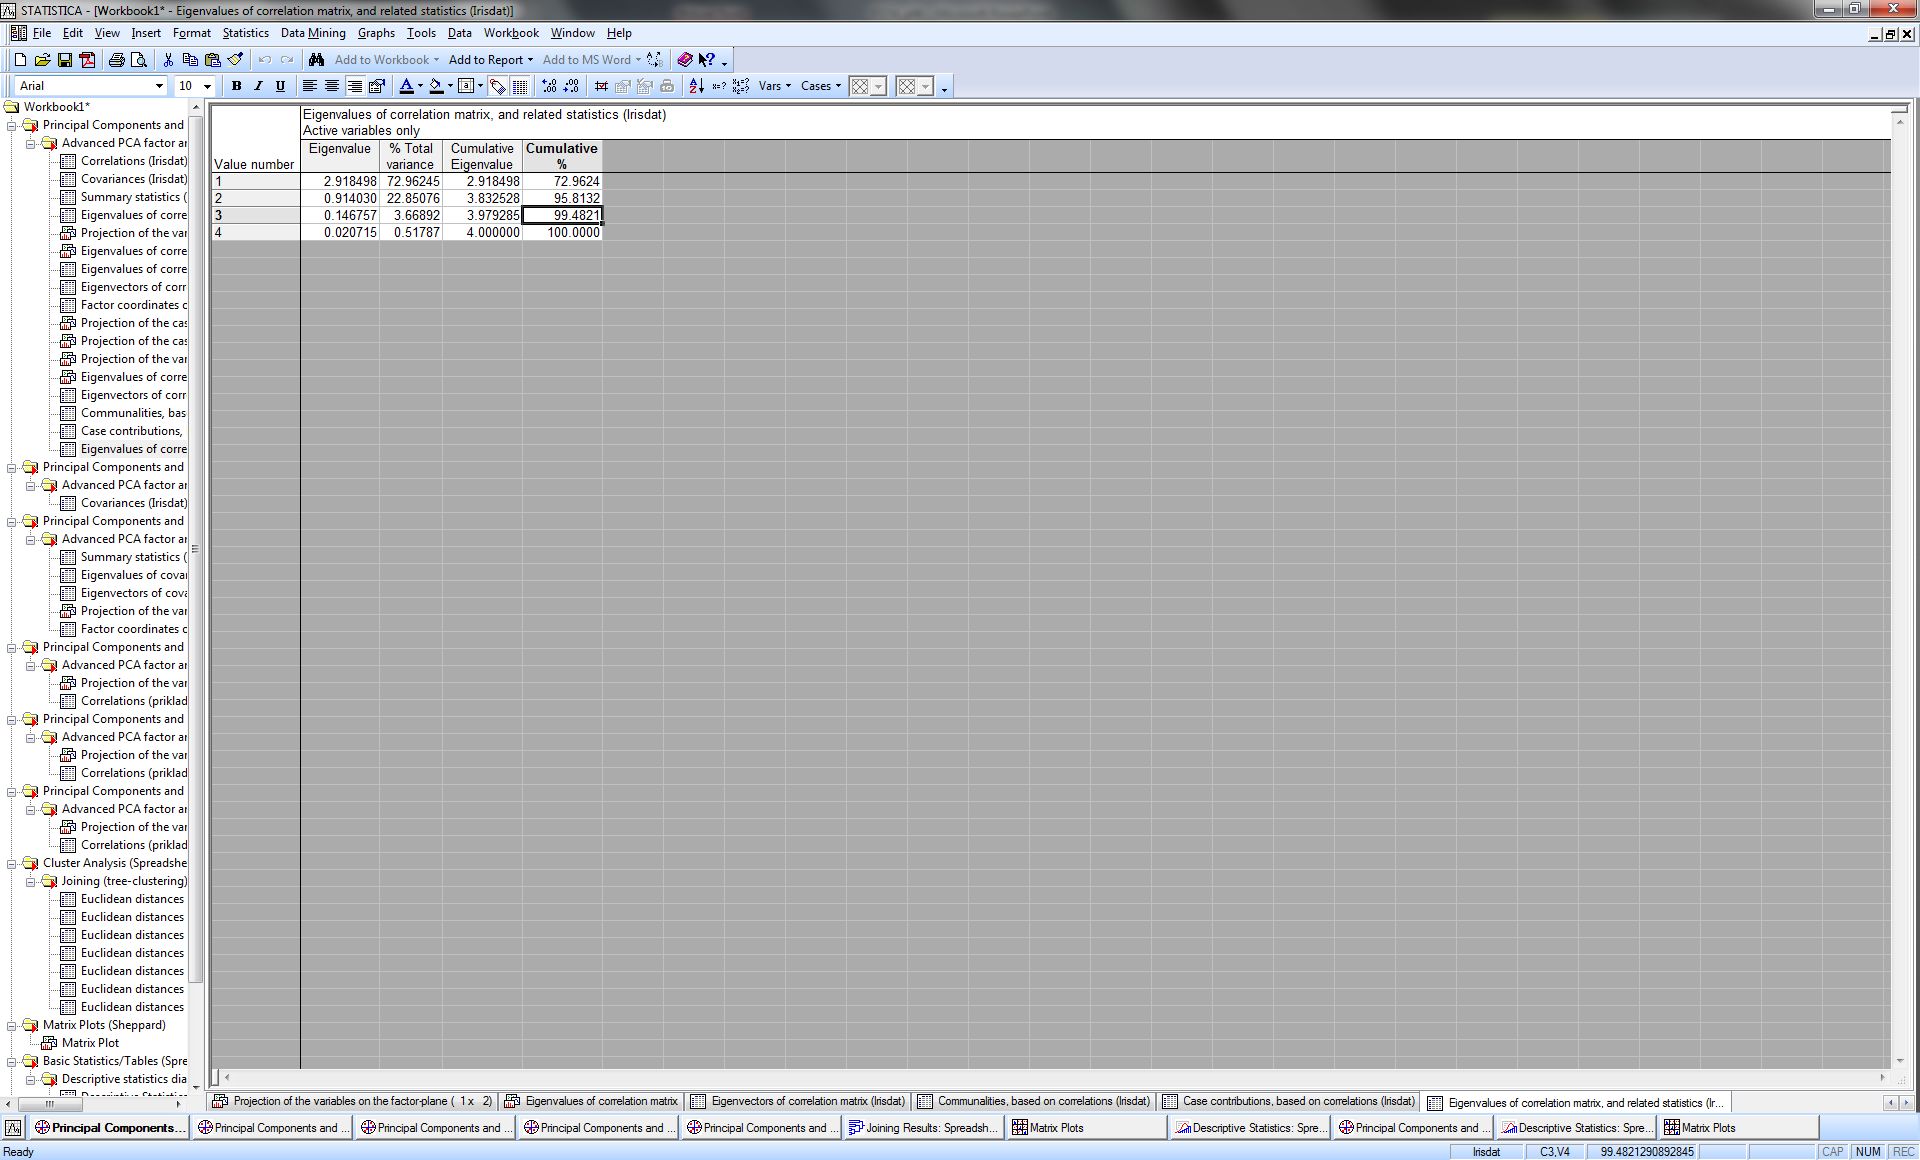 STATISTICA - [Workbook1* - Eigenvalues of correlation matrix, and related statistics (Irisdat)]
File Edit View Insert Format Statistics Data Mining Graphs Tools Data Workbook Window Help
Add to Workbook Add to Report Add to MS Word
Arial 10 B I U Vars Cases
Workbook1*
Principal Components and
Advanced PCA factor ar
Correlations (Irisdat)
Covariances (Irisdat)
Summary statistics (
Eigenvalues of corre
Projection of the var
Eigenvalues of corre
Eigenvalues of corre
Eigenvectors of corr
Factor coordinates o
Projection of the cas
Projection of the cas
Projection of the var
Eigenvalues of corre
Eigenvectors of corr
Communalities, bas
Case contributions,
Eigenvalues of corre
Principal Components and
Advanced PCA factor ar
Covariances (Irisdat)
Principal Components and
Advanced PCA factor ar
Summary statistics (
Eigenvalues of covar
Eigenvectors of cova
Projection of the var
Factor coordinates o
Principal Components and
Advanced PCA factor ar
Projection of the var
Correlations (priklad
Principal Components and
Advanced PCA factor ar
Projection of the var
Correlations (priklad
Principal Components and
Advanced PCA factor ar
Projection of the var
Correlations (priklad
Cluster Analysis (Spreadshe
Joining (tree-clustering)
Euclidean distances
Euclidean distances
Euclidean distances
Euclidean distances
Euclidean distances
Euclidean distances
Euclidean distances
Matrix Plots (Sheppard)
Matrix Plot
Basic Statistics/Tables (Spre
Descriptive statistics dia
Eigenvalues of correlation matrix, and related statistics (Irisdat)
Active variables only
Eigenvalue % Total Cumulative Cumulative
Value number variance Eigenvalue %
1 2.918498 72.96245 2.918498 72.9624
2 0.914030 22.85076 3.832528 95.8132
3 0.146757 3.66892 3.979285 99.4821
4 0.020715 0.51787 4.000000 100.0000
Projection of the variables on the factor-plane ( 1 x 2) Eigenvalues of correlation matrix Eigenvectors of correlation matrix (Irisdat) Communalities, based on correlations (Irisdat) Case contributions, based on correlations (Irisdat) Eigenvalues of correlation matrix, and related statistics (Ir...
Principal Components... Principal Components and ... Principal Components and ... Principal Components and ... Principal Components and ... Joining Results: Spreadsh... Matrix Plots Descriptive Statistics: Spre... Principal Components and ... Descriptive Statistics: Spre... Matrix Plots
Ready Irisdat C3,V4 99.4821290892845 CAP NUM REC